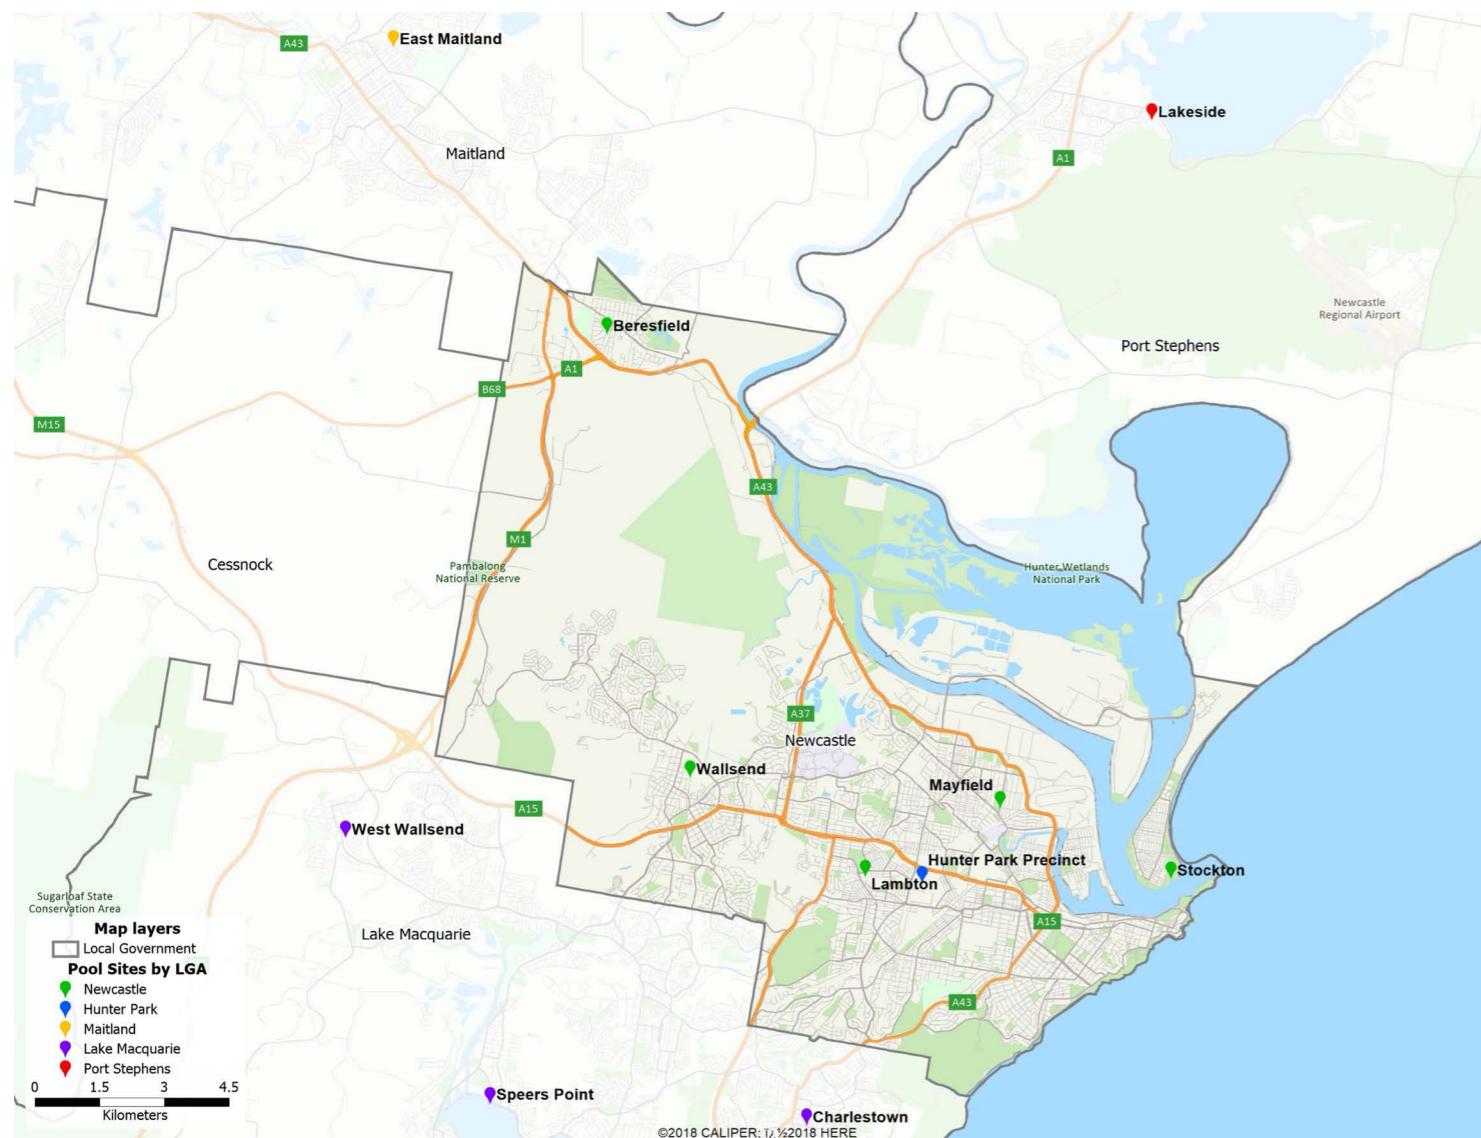 A43
East Maitland
Lakeside
Maitland
A1
Newcastle
Regional Airport
Beresfield
Port Stephens
A1
B68
M15
A43
M1
Cessnock
Pambalong
National Reserve
Hunter Wetlands
National Park
A37
Newcastle
Wallsend
Mayfield
A15
West Wallsend
Hunter Park Precinct
Lambton
Stockton
Sugarloaf State
Conservation Area
A15
Lake Macquarie
Map layers
Local Government
Pool Sites by LGA
Newcastle
Hunter Park
Maitland
Lake Macquarie
Port Stephens
0 1.5 3 4.5
Kilometers
A43
Speers Point
Charlestown
©2018 CALIPER; ï¿½2018 HERE